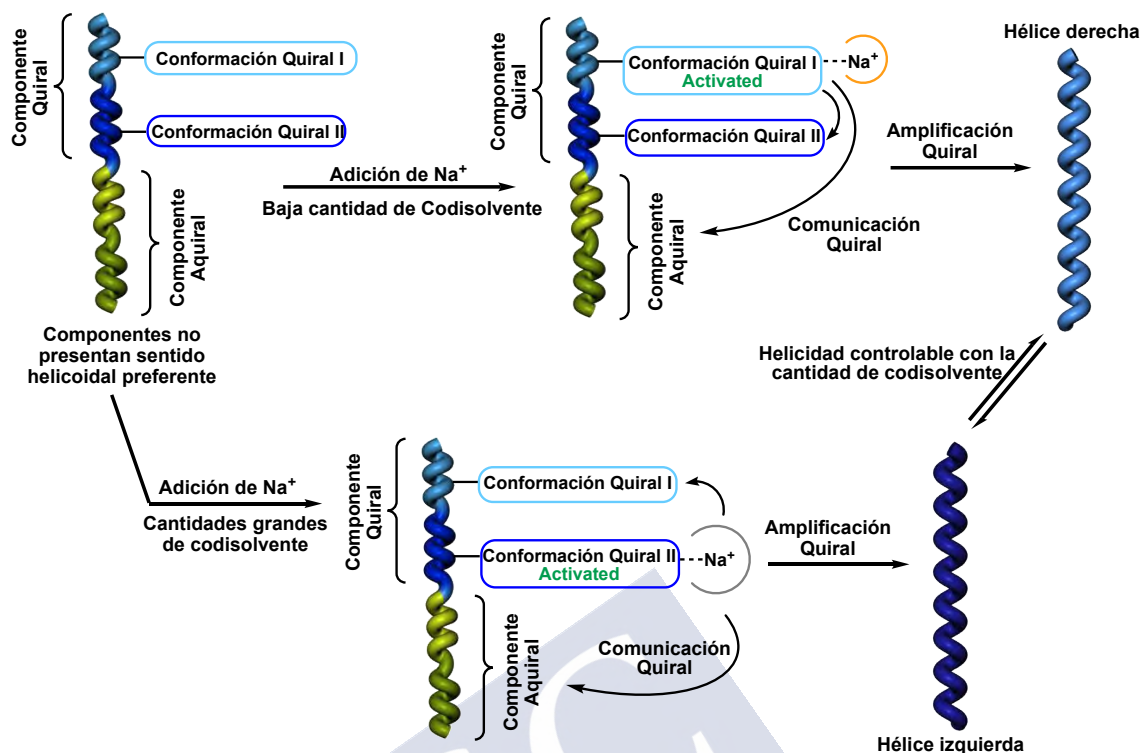 Componente
Quiral
Conformación Quiral I
Conformación Quiral II
Componente
Aquiral
Componentes no
presentan sentido
helicoidal preferente
Adición de Na⁺
Baja cantidad de Codisolvente
Componente
Quiral
Conformación Quiral I
Activated
Na⁺
Conformación Quiral II
Componente
Aquiral
Comunicación
Quiral
Amplificación
Quiral
Hélice derecha
Helicidad controlable con la
cantidad de codisolvente
Adición de Na⁺
Cantidades grandes
de codisolvente
Componente
Quiral
Conformación Quiral I
Conformación Quiral II
Activated
Na⁺
Componente
Aquiral
Comunicación
Quiral
Amplificación
Quiral
Hélice izquierda